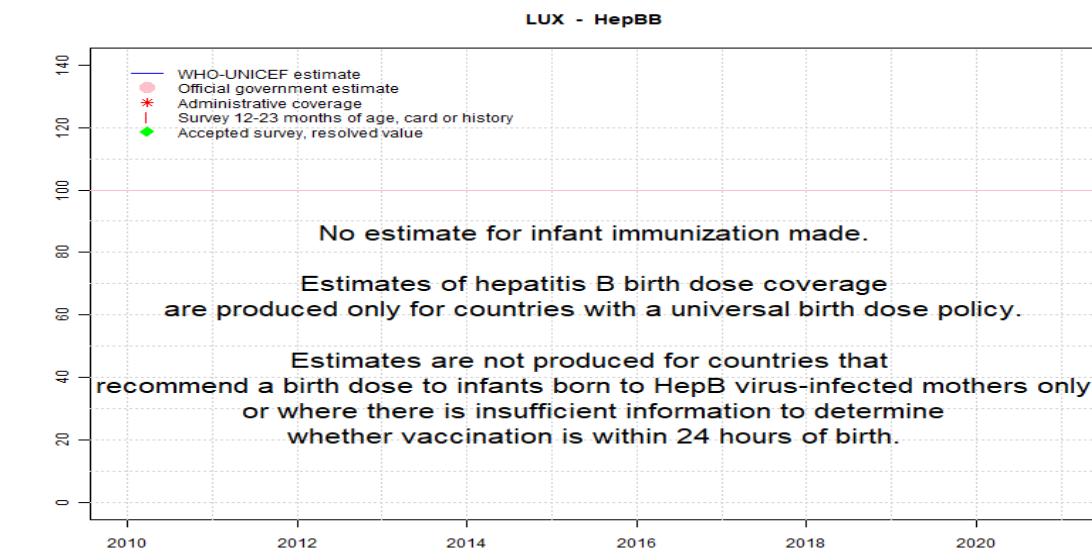 LUX - HepBB
140
WHO-UNICEF estimate
Official government estimate
Administrative coverage
Survey 12-23 months of age, card or history
Accepted survey, resolved value
120
100
80
No estimate for infant immunization made.
Estimates of hepatitis B birth dose coverage
are produced only for countries with a universal birth dose policy.
60
Estimates are not produced for countries that
40
recommend a birth dose to infants born to HepB virus-infected mothers only
or where there is insufficient information to determine
whether vaccination is within 24 hours of birth.
20
0
2010 2012 2014 2016 2018 2020